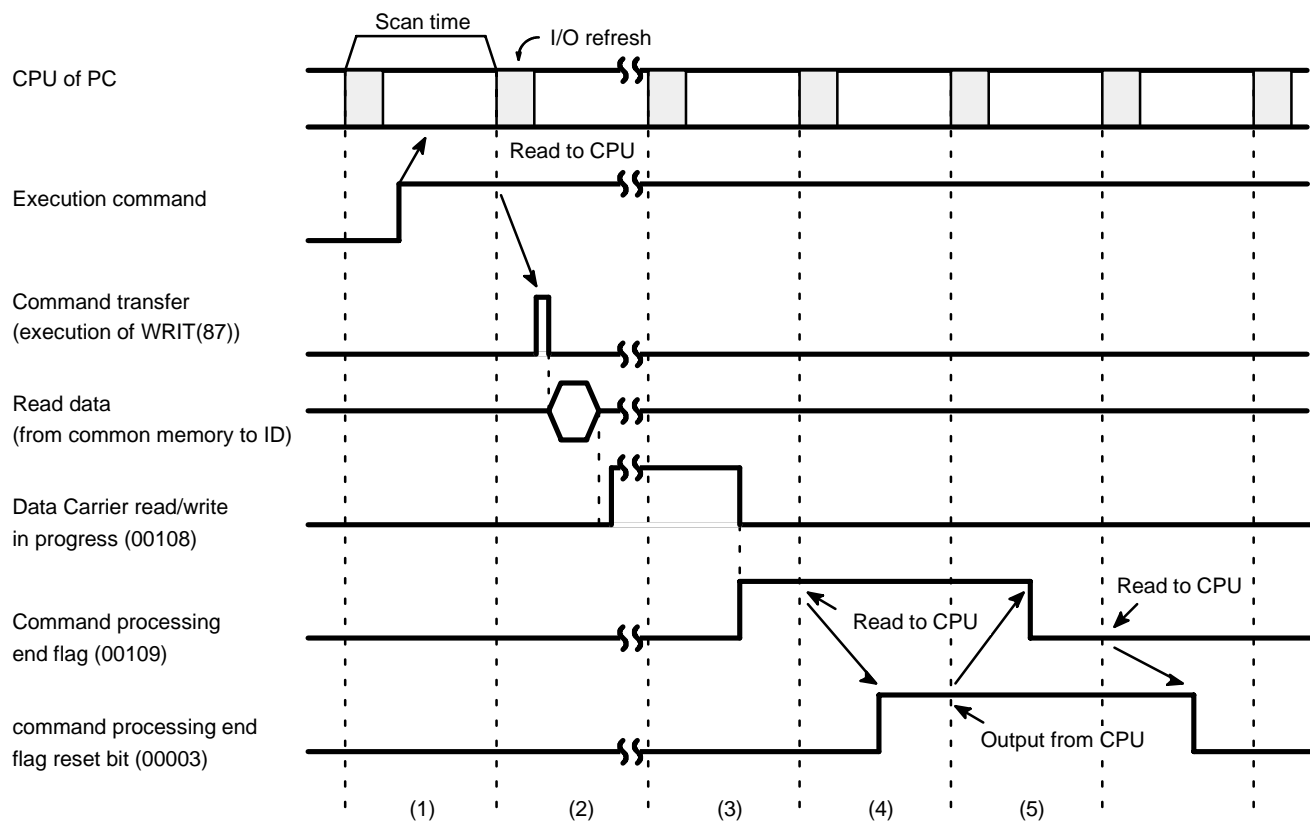 Scan time
I/O refresh
CPU of PC
Read to CPU
Execution command
Command transfer
(execution of WRIT(87))
Read data
(from common memory to ID)
Data Carrier read/write
in progress (00108)
Read to CPU
Command processing
end flag (00109)
Read to CPU
command processing end
flag reset bit (00003)
Output from CPU
(1)
(2)
(3)
(4)
(5)